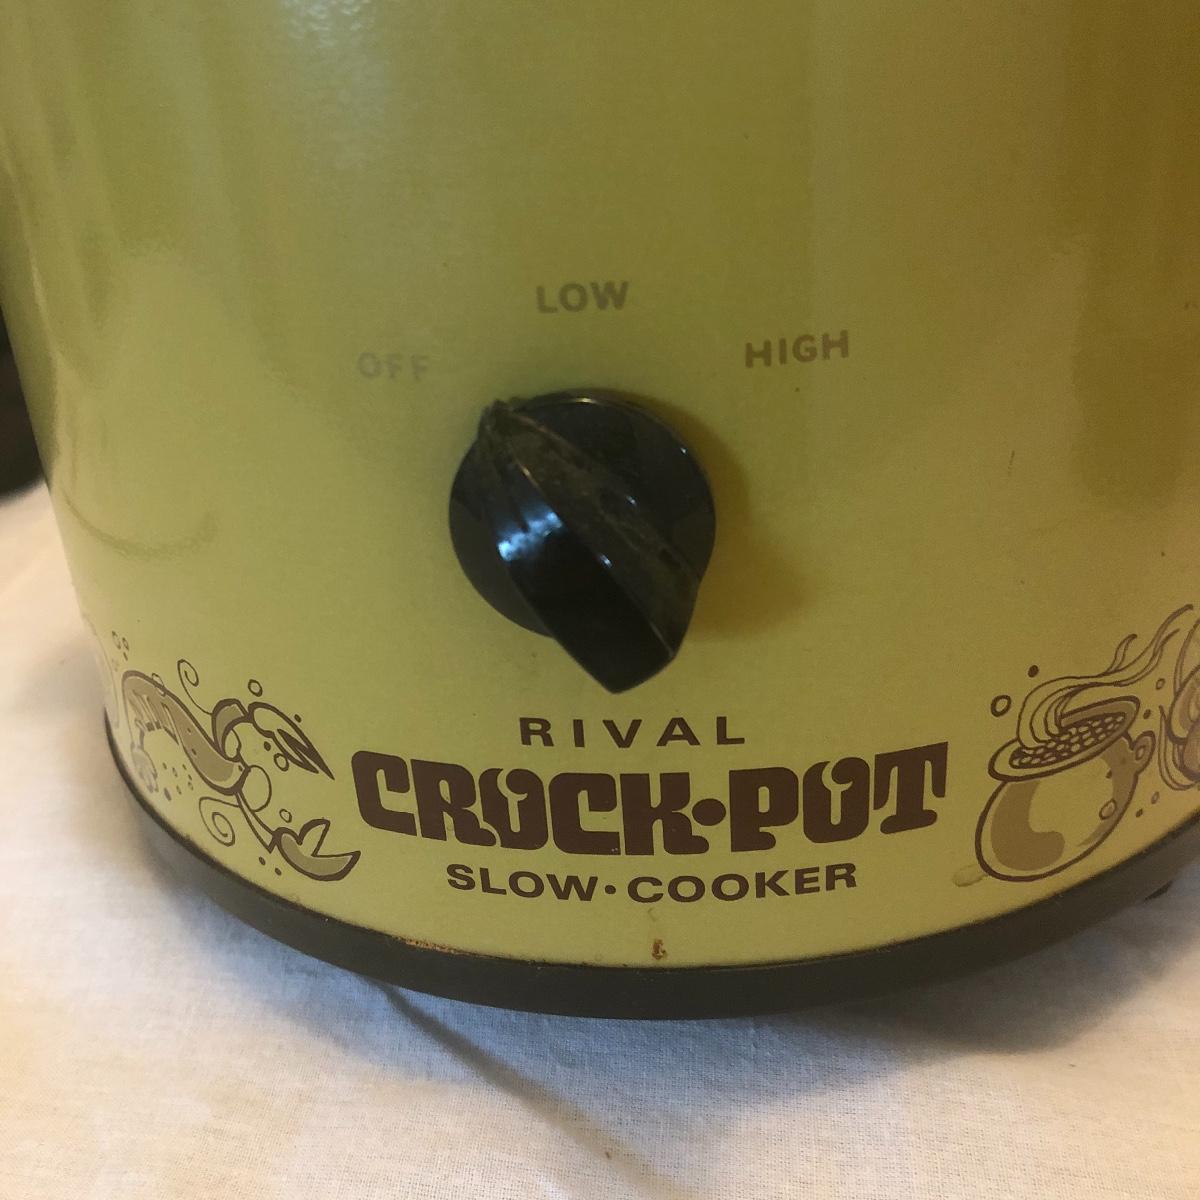 LOW
OFF HIGH
RIVAL
CROCK•POT
SLOW•COOKER